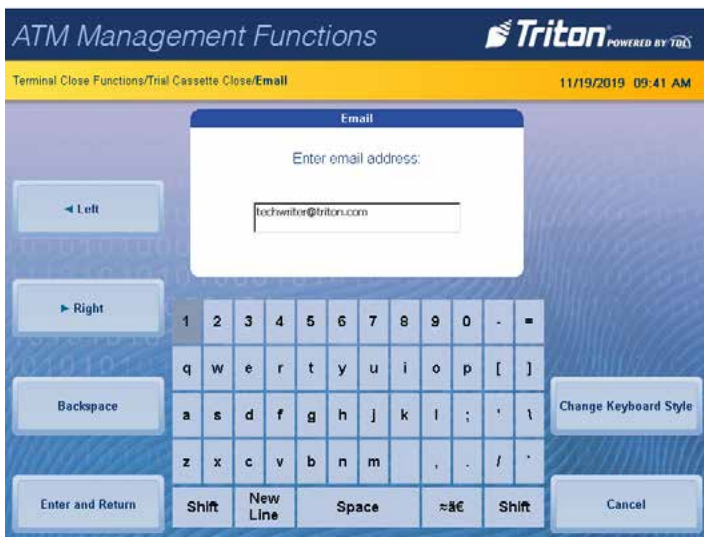 ATM Management Functions
Triton POWERED BY TDL
Terminal Close Functions/Trial Cassette Close/Email
11/19/2019 09:41 AM
Email
Enter email address:
techwriter@triton.com
◄ Left
► Right
Backspace
Enter and Return
1 2 3 4 5 6 7 8 9 0 - =
q w e r t y u i o p [ ]
a s d f g h j k l ; ' \
z x c v b n m , . / `
Shift New Line Space ≈ä€ Shift
Change Keyboard Style
Cancel